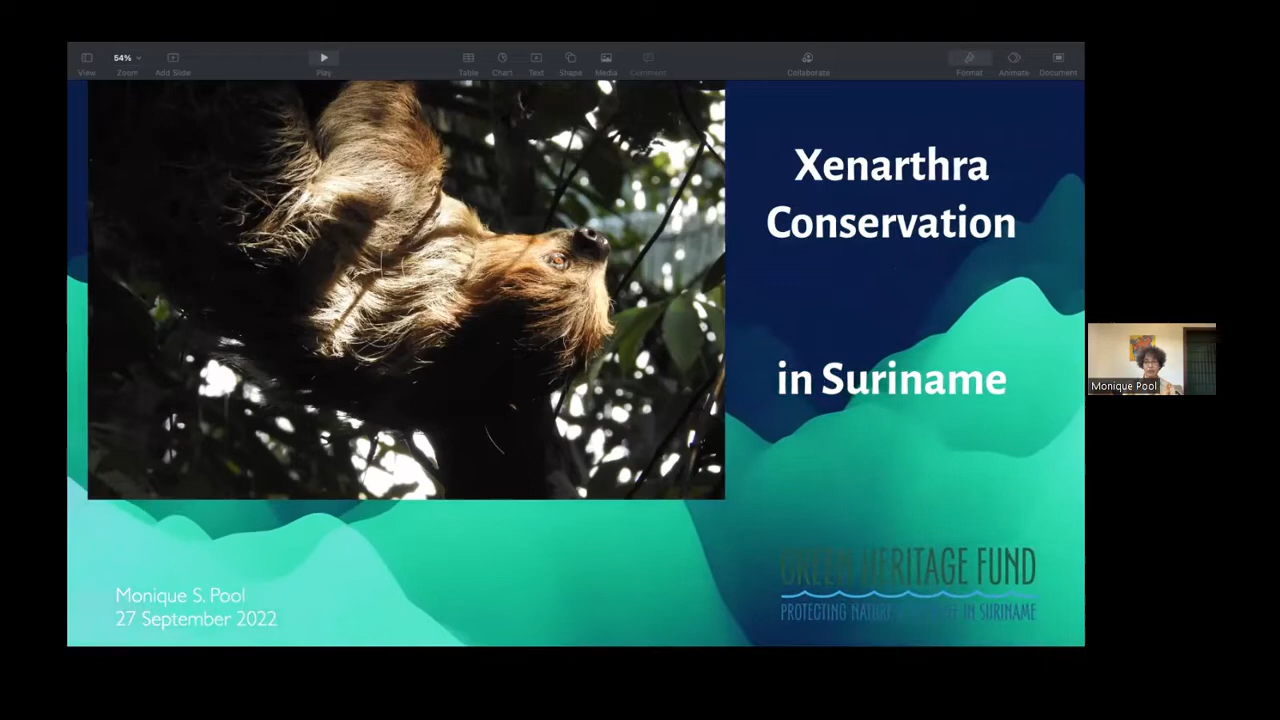 54%
View
Zoom
Add Slide
Play
Table
Chart
Text
Shape
Media
Comment
Collaborate
Format
Animate
Document
Xenarthra
Conservation
in Suriname
Monique Pool
Monique S. Pool
27 September 2022
GREEN HERITAGE FUND
PROTECTING NATURE IN SURINAME